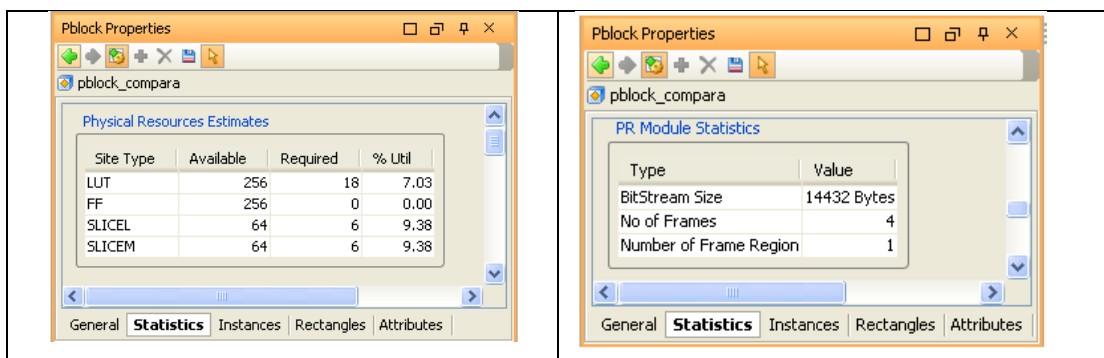 Pblock Properties
pblock_compara
Physical Resources Estimates
Site Type Available Required % Util
LUT 256 18 7.03
FF 256 0 0.00
SLICEL 64 6 9.38
SLICEM 64 6 9.38
General Statistics Instances Rectangles Attributes
Pblock Properties
pblock_compara
PR Module Statistics
Type Value
BitStream Size 14432 Bytes
No of Frames 4
Number of Frame Region 1
General Statistics Instances Rectangles Attributes